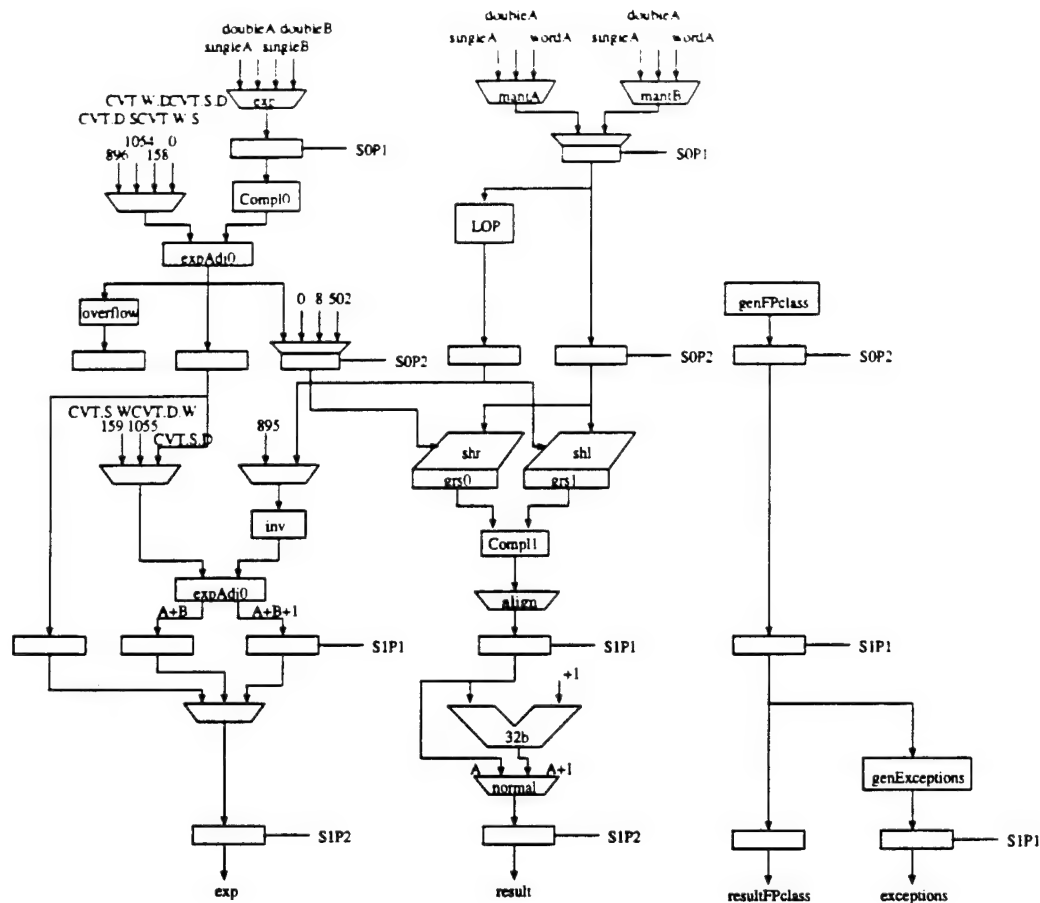 doubleA doubleB
singleA singleB
exp
CVT.W.D CVT.S.D
CVT.D.S CVT.W.S
1054 0
896 158
S0P1
Compl0
expAdj0
overflow
0 8 502
S0P2
CVT.S.W CVT.D.W
159 1055
CVT.S.D
895
inv
expAdj0
A+B A+B+1
S1P1
S1P2
exp
doubleA
singleA wordA
mantA
doubleA
singleA wordA
mantB
S0P1
LOP
S0P2
shr
shl
grs0
grs1
Compl1
align
S1P1
+1
32b
A A+1
normal
S1P2
result
genFPclass
S0P2
S1P1
genExceptions
S1P1
resultFPclass
exceptions